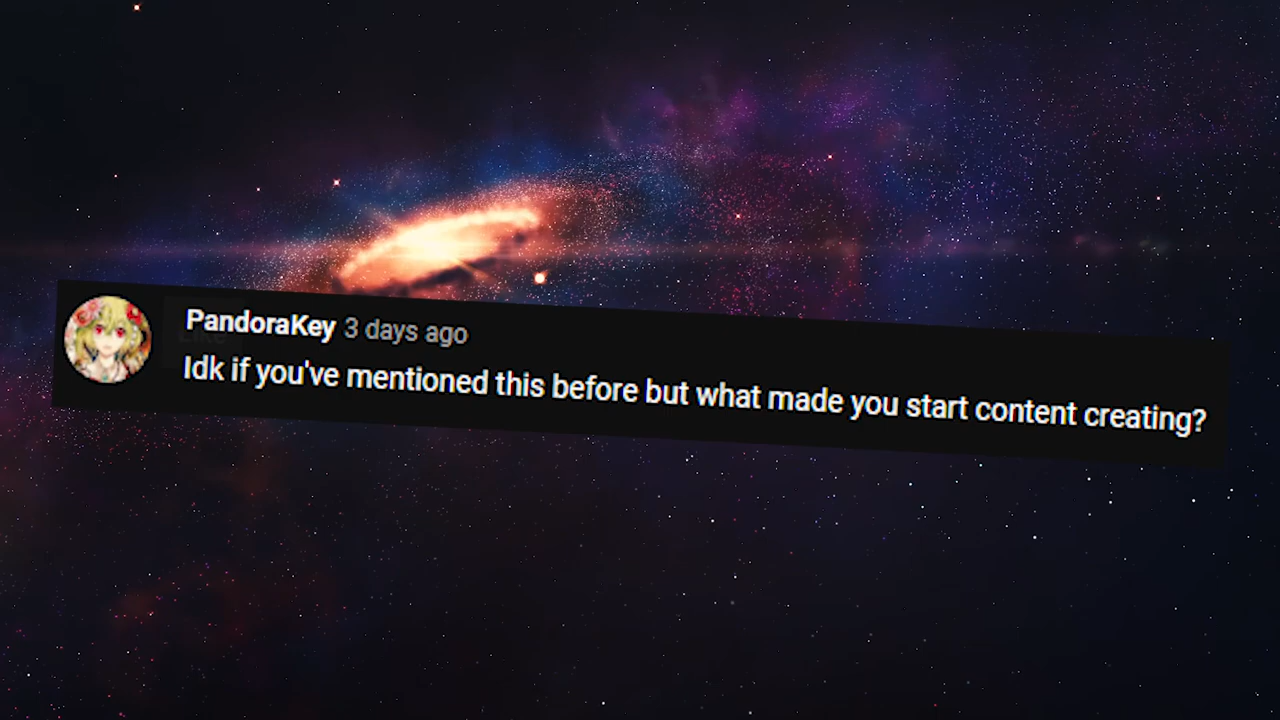 PandoraKey 3 days ago
Idk if you've mentioned this before but what made you start content creating?